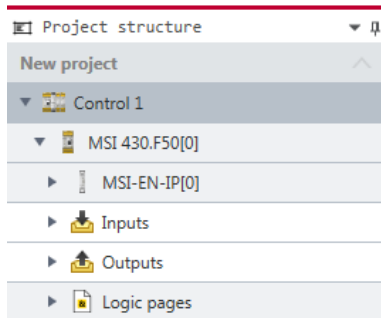 Project structure
New project
Control 1
MSI 430.F50[0]
MSI-EN-IP[0]
Inputs
Outputs
Logic pages